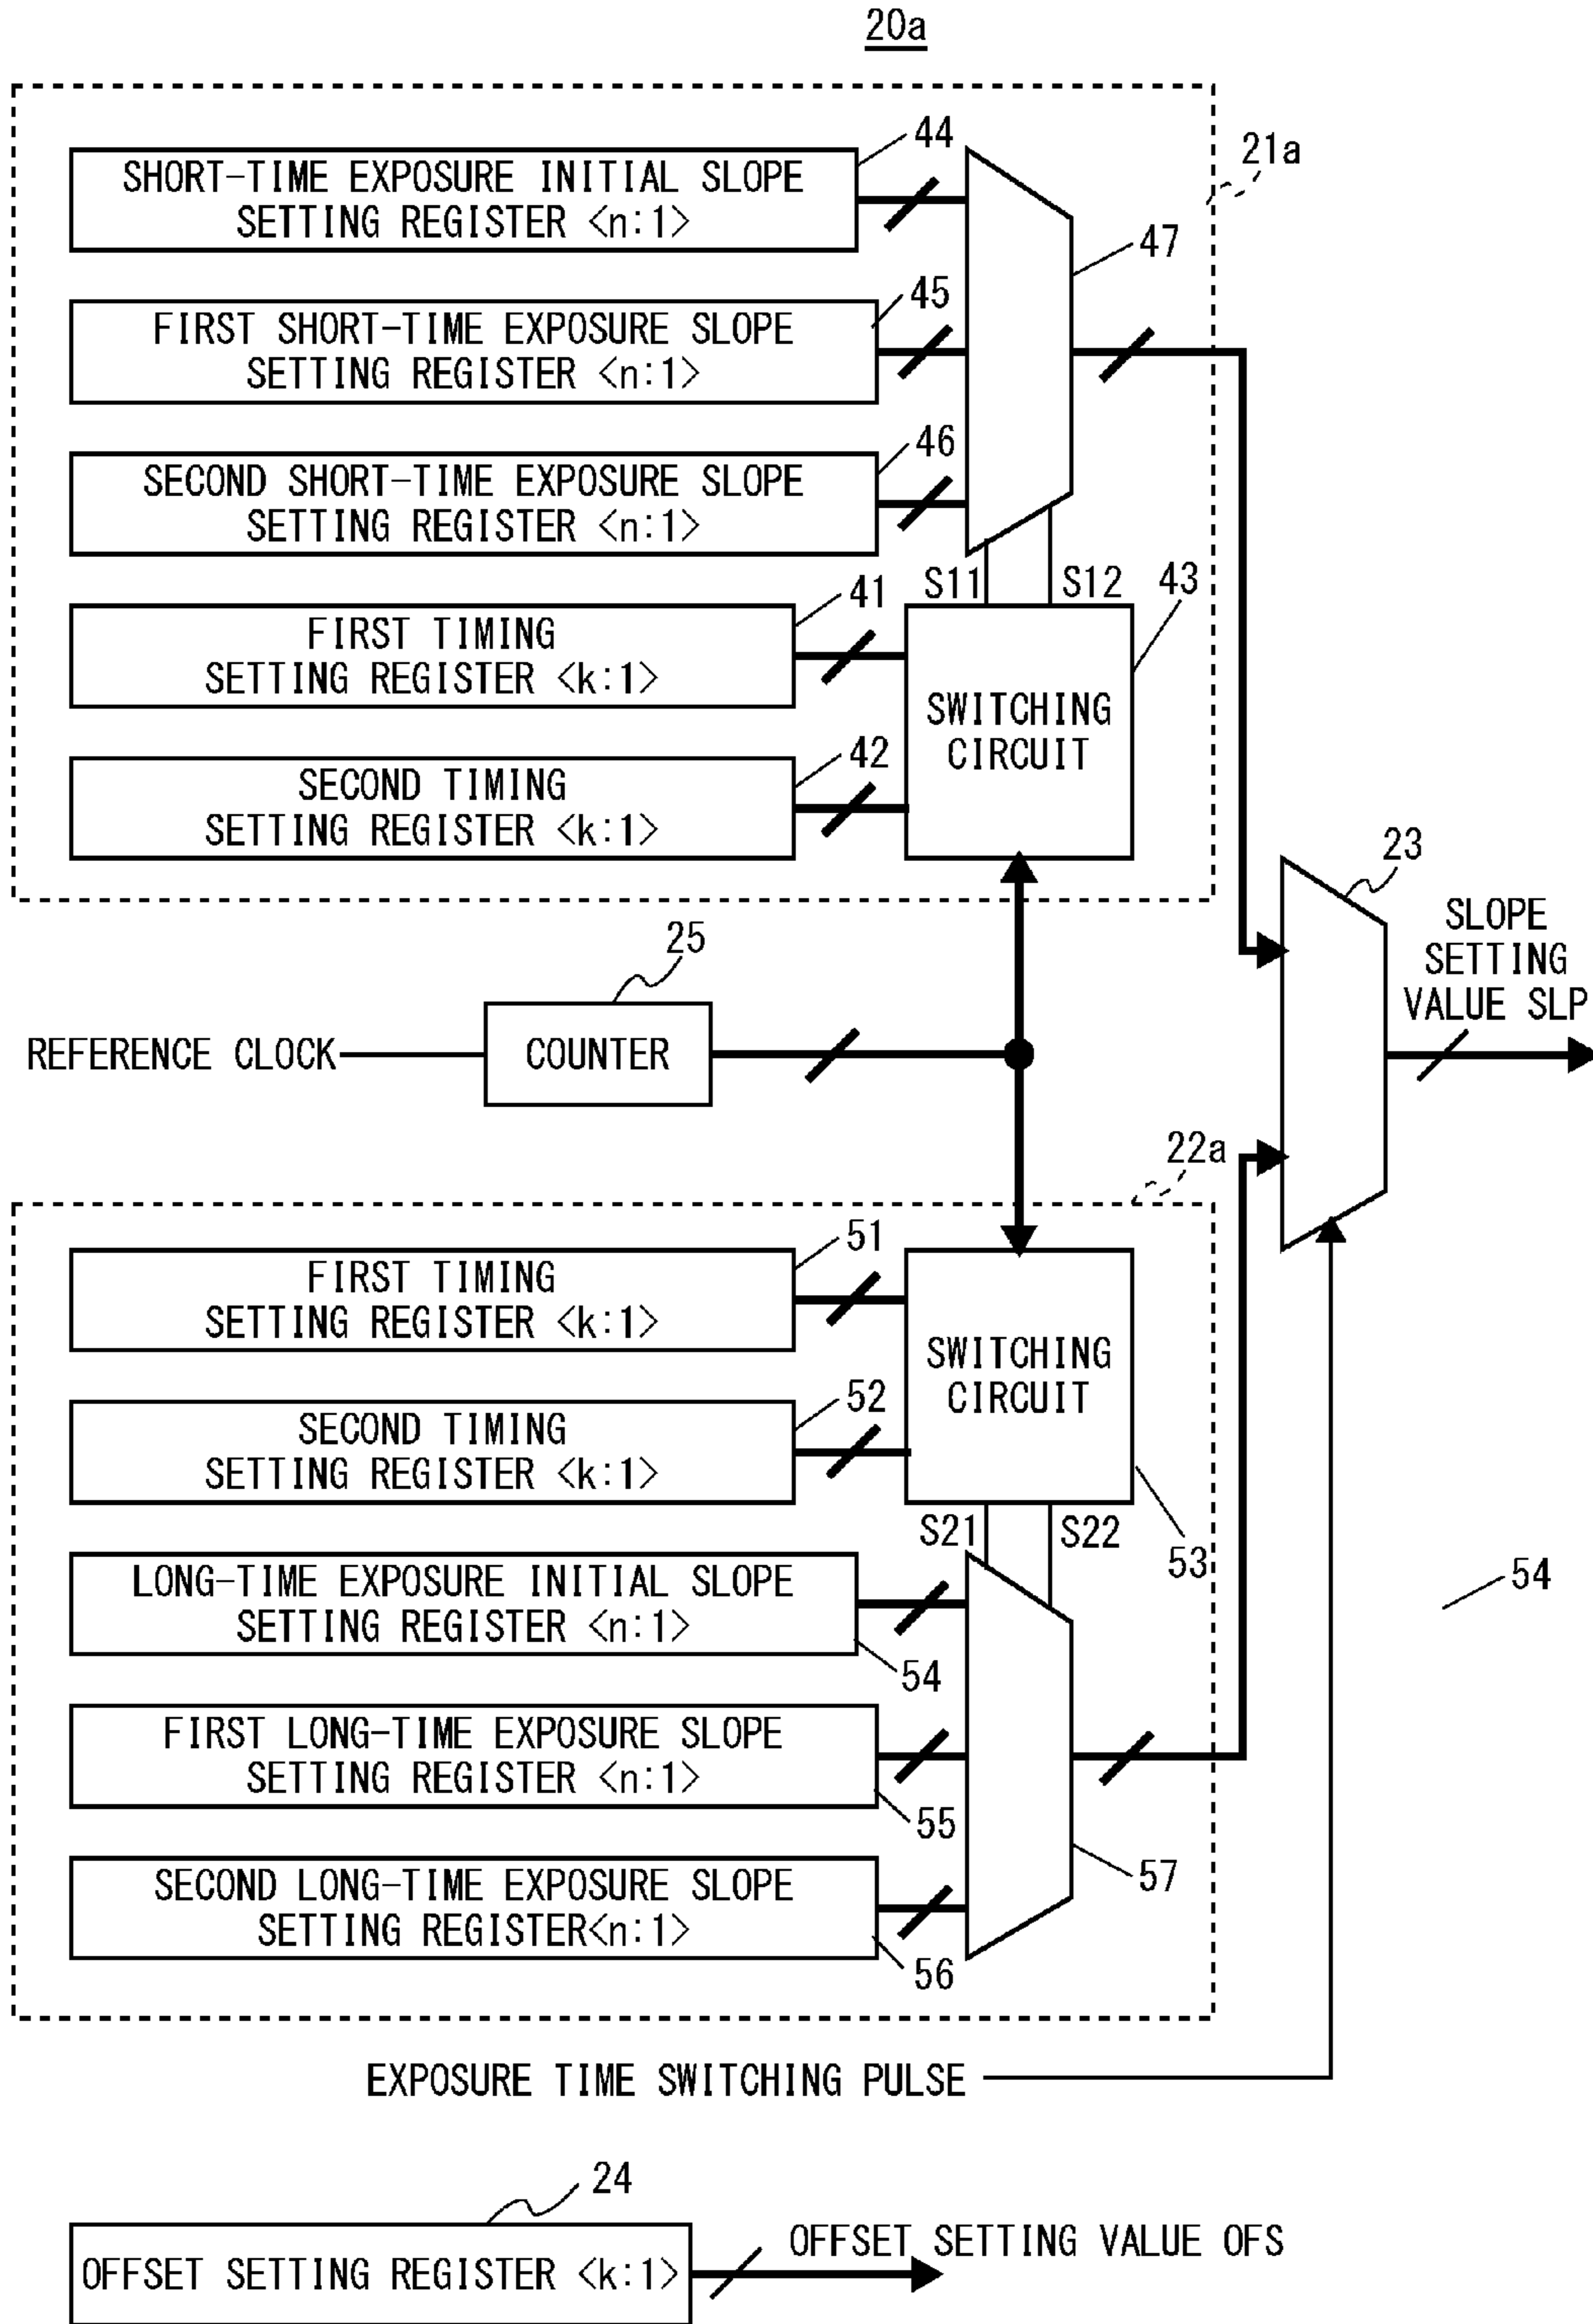 20a
44
SHORT-TIME EXPOSURE INITIAL SLOPE
SETTING REGISTER <n:1>
21a
47
45
FIRST SHORT-TIME EXPOSURE SLOPE
SETTING REGISTER <n:1>
46
SECOND SHORT-TIME EXPOSURE SLOPE
SETTING REGISTER <n:1>
S11
S12
43
41
FIRST TIMING
SETTING REGISTER <k:1>
SWITCHING
CIRCUIT
42
SECOND TIMING
SETTING REGISTER <k:1>
23
SLOPE
SETTING
VALUE SLP
25
REFERENCE CLOCK
COUNTER
22a
51
FIRST TIMING
SETTING REGISTER <k:1>
SWITCHING
CIRCUIT
52
SECOND TIMING
SETTING REGISTER <k:1>
S21
S22
53
54
LONG-TIME EXPOSURE INITIAL SLOPE
SETTING REGISTER <n:1>
54
FIRST LONG-TIME EXPOSURE SLOPE
SETTING REGISTER <n:1>
55
57
SECOND LONG-TIME EXPOSURE SLOPE
SETTING REGISTER<n:1>
56
EXPOSURE TIME SWITCHING PULSE
24
OFFSET SETTING REGISTER <k:1>
OFFSET SETTING VALUE OFS